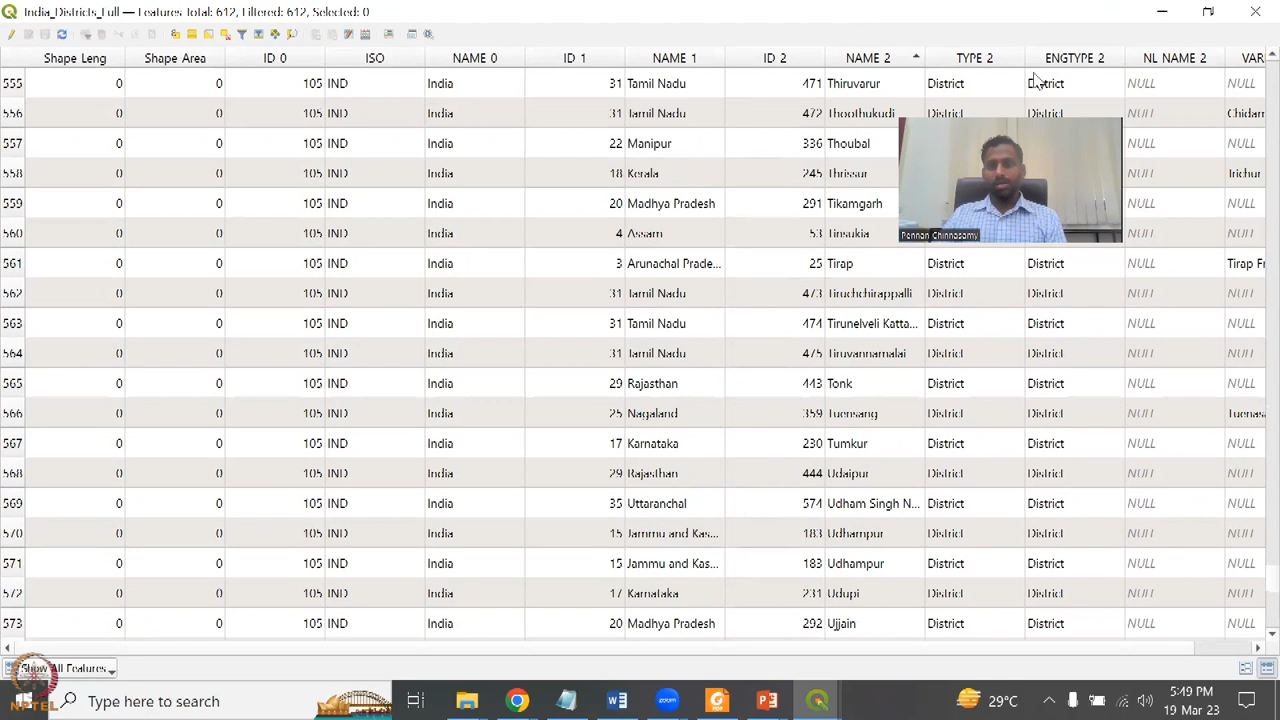 India_Districts_Full — Features Total: 612, Filtered: 612, Selected: 0
Shape Leng Shape Area ID 0 ISO NAME 0 ID 1 NAME 1 ID 2 NAME 2 TYPE 2 ENGTYPE 2 NL NAME 2 VAR
555 0 0 105 IND India 31 Tamil Nadu 471 Thiruvarur District District NULL NULL
556 0 0 105 IND India 31 Tamil Nadu 472 Thoothukudi District District NULL Chidam
557 0 0 105 IND India 22 Manipur 336 Thoubal NULL NULL
558 0 0 105 IND India 18 Kerala 245 Thrissur NULL Trichur
559 0 0 105 IND India 20 Madhya Pradesh 291 Tikamgarh NULL NULL
560 0 0 105 IND India 4 Assam 53 Tinsukia NULL NULL
Pennan Chinnasamy
561 0 0 105 IND India 3 Arunachal Prade... 25 Tirap District District NULL Tirap Fr
562 0 0 105 IND India 31 Tamil Nadu 473 Tiruchchirappalli District District NULL NULL
563 0 0 105 IND India 31 Tamil Nadu 474 Tirunelveli Katta... District District NULL NULL
564 0 0 105 IND India 31 Tamil Nadu 475 Tiruvannamalai District District NULL NULL
565 0 0 105 IND India 29 Rajasthan 443 Tonk District District NULL NULL
566 0 0 105 IND India 25 Nagaland 359 Tuensang District District NULL Tuenasa
567 0 0 105 IND India 17 Karnataka 230 Tumkur District District NULL NULL
568 0 0 105 IND India 29 Rajasthan 444 Udaipur District District NULL NULL
569 0 0 105 IND India 35 Uttaranchal 574 Udham Singh N... District District NULL NULL
570 0 0 105 IND India 15 Jammu and Kas... 183 Udhampur District District NULL NULL
571 0 0 105 IND India 15 Jammu and Kas... 183 Udhampur District District NULL NULL
572 0 0 105 IND India 17 Karnataka 231 Udupi District District NULL NULL
573 0 0 105 IND India 20 Madhya Pradesh 292 Ujjain District District NULL NULL
Show All Features
NPTEL
Type here to search
29°C
5:49 PM
19 Mar 23